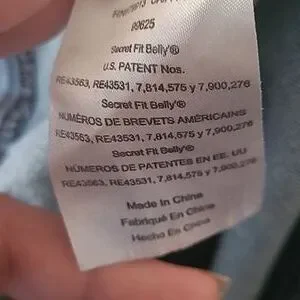 99625
Secret Fit Belly®
U.S. PATENT Nos.
RE43563, RE43531, 7,814,575 y 7,900,276
Secret Fit Belly®
NUMÉROS DE BREVETS AMÉRICAINS
RE43563, RE43531, 7,814,575 y 7,900,276
Secret Fit Belly®
NÚMEROS DE PATENTES EN EE. UU
RE43563, RE43531, 7,814,575 y 7,900,276
Made In China
Fabriqué En Chine
Hecho En China